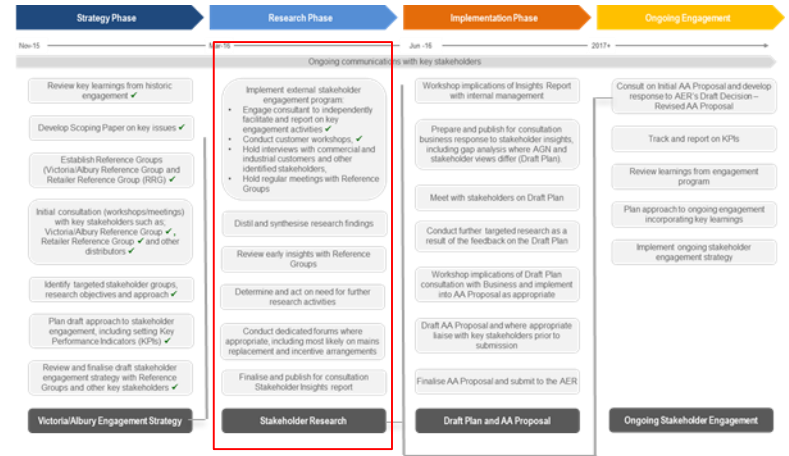 Strategy Phase
Research Phase
Implementation Phase
Ongoing Engagement
Nov-15
Mar-16
Jun -16
2017+
Ongoing communications with key stakeholders
Review key learnings from historic
engagement ✓
Develop Scoping Paper on key issues ✓
Establish Reference Groups
(Victoria/Albury Reference Group and
Retailer Reference Group (RRG) ✓
Initial consultation (workshops/meetings)
with key stakeholders such as;
Victoria/Albury Reference Group ✓,
Retailer Reference Group ✓ and other
distributors ✓
Identify targeted stakeholder groups,
research objectives and approach ✓
Plan draft approach to stakeholder
engagement, including setting Key
Performance Indicators (KPIs) ✓
Review and finalise draft stakeholder
engagement strategy with Reference
Groups and other key stakeholders ✓
Victoria/Albury Engagement Strategy
Implement external stakeholder
engagement program:
• Engage consultant to independently
facilitate and report on key
engagement activities ✓
• Conduct customer workshops, ✓
• Hold interviews with commercial and
industrial customers and other
identified stakeholders,
• Hold regular meetings with Reference
Groups
Distil and synthesise research findings
Review early insights with Reference
Groups
Determine and act on need for further
research activities
Conduct dedicated forums where
appropriate, including most likely on mains
replacement and incentive arrangements
Finalise and publish for consultation
Stakeholder Insights report
Stakeholder Research
Workshop implications of Insights Report
with internal management
Prepare and publish for consultation
business response to stakeholder insights,
including gap analysis where AGN and
stakeholder views differ (Draft Plan).
Meet with stakeholders on Draft Plan
Conduct further targeted research as a
result of the feedback on the Draft Plan
Workshop implications of Draft Plan
consultation with Business and implement
into AA Proposal as appropriate
Draft AA Proposal and where appropriate
liaise with key stakeholders prior to
submission
Finalise AA Proposal and submit to the AER
Draft Plan and AA Proposal
Consult on Initial AA Proposal and develop
response to AER's Draft Decision –
Revised AA Proposal
Track and report on KPIs
Review learnings from engagement
program
Plan approach to ongoing engagement
incorporating key learnings
Implement ongoing stakeholder
engagement strategy
Ongoing Stakeholder Engagement